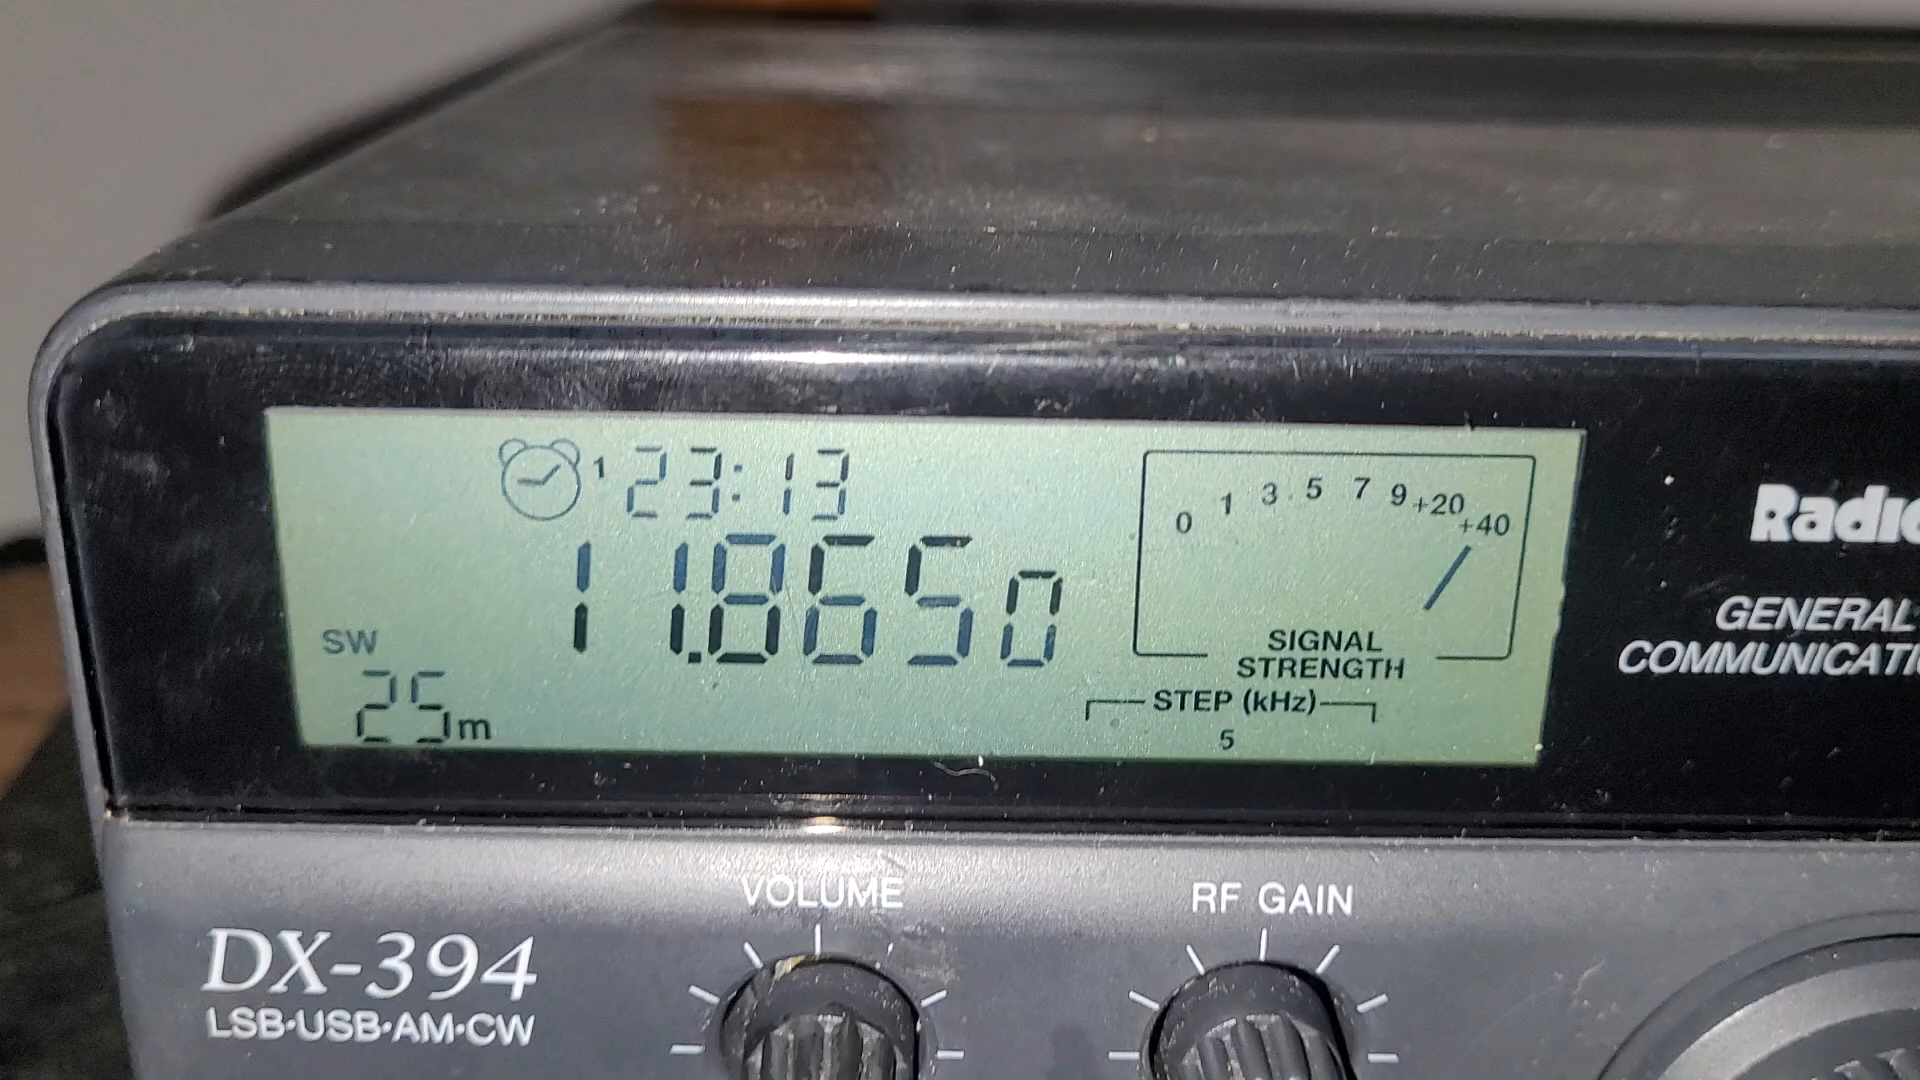 1 23:13
11.8650
SW
25m
0 1 3 5 7 9 +20 +40
SIGNAL
STRENGTH
STEP (kHz)
5
Radio
GENERAL
VOLUME
RF GAIN
DX-394
LSB·USB·AM·CW